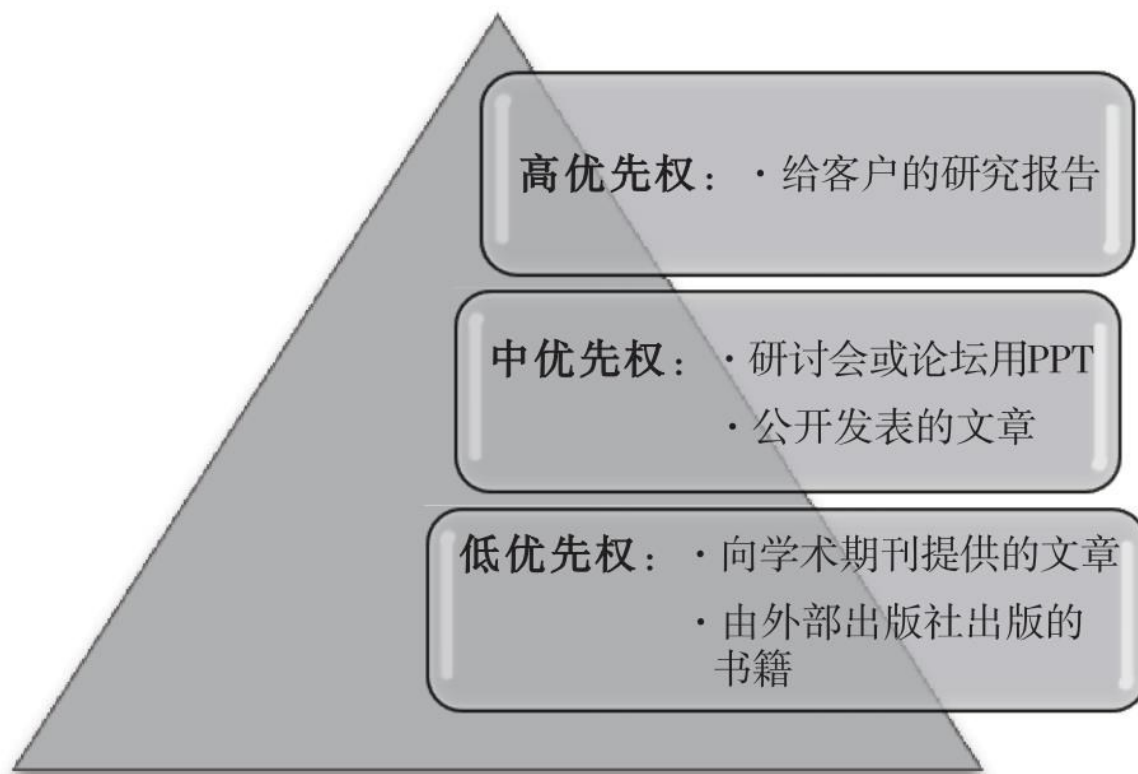 高优先权：·给客户的研究报告
中优先权：·研讨会或论坛用PPT
·公开发表的文章
低优先权：·向学术期刊提供的文章
·由外部出版社出版的
书籍